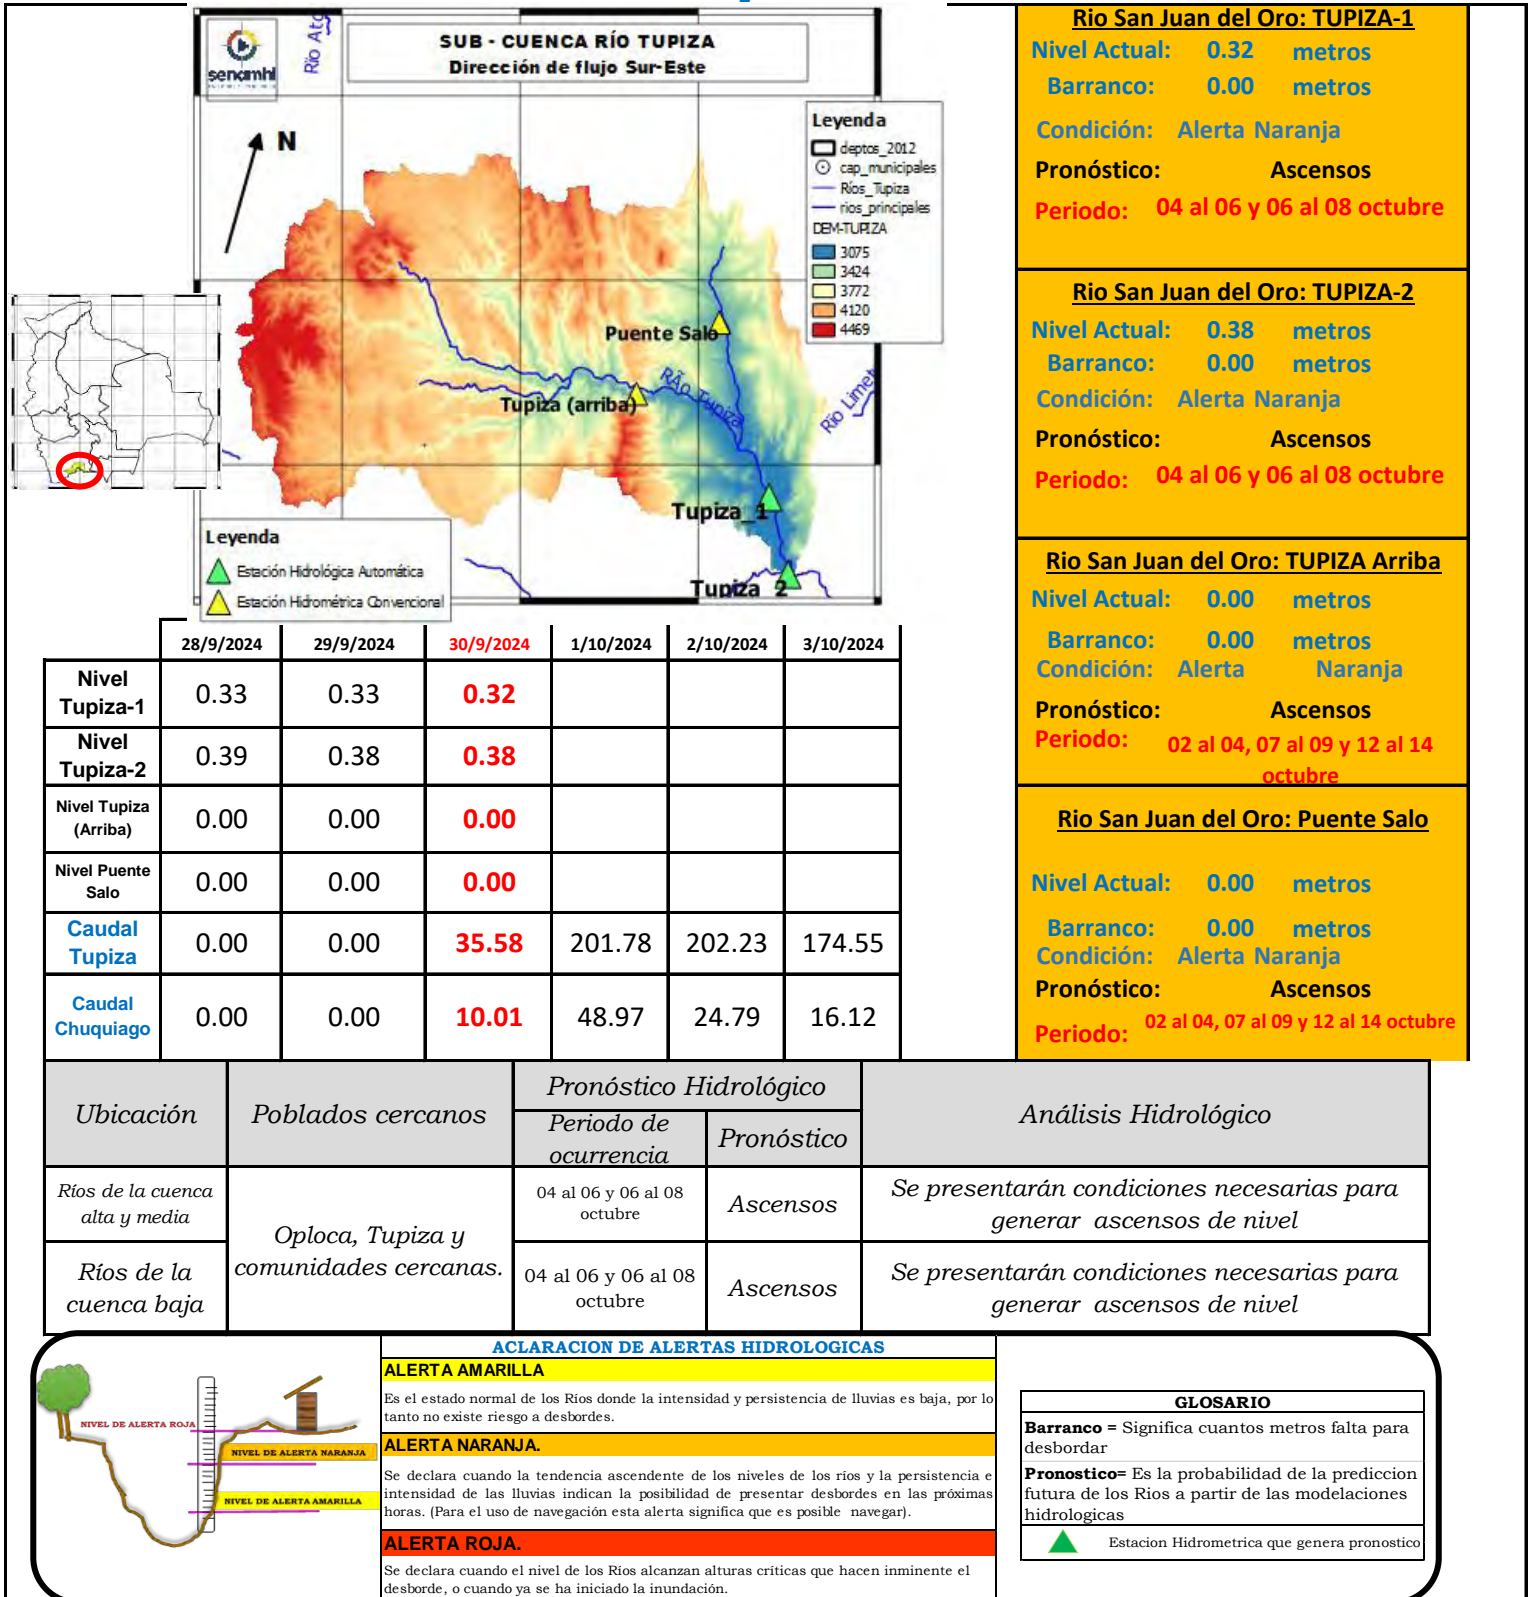 senamhi
Río Ato
SUB - CUENCA RÍO TUPIZA
Dirección de flujo Sur-Este
N
Leyenda
deptos_2012
cap_municipales
Ríos_Tupiza
rios_principales
DEM-TUPIZA
3075
3424
3772
4120
4469
Puente Salo
Tupiza (arriba)
RÃ­o Tupiza
Rio Limet
Tupiza_1
Tupiza_2
Leyenda
Estación Hidrológica Automática
Estación Hidrométrica Convencional
Rio San Juan del Oro: TUPIZA-1
Nivel Actual: 0.32 metros
Barranco: 0.00 metros
Condición: Alerta Naranja
Pronóstico: Ascensos
Periodo: 04 al 06 y 06 al 08 octubre
Rio San Juan del Oro: TUPIZA-2
Nivel Actual: 0.38 metros
Barranco: 0.00 metros
Condición: Alerta Naranja
Pronóstico: Ascensos
Periodo: 04 al 06 y 06 al 08 octubre
Rio San Juan del Oro: TUPIZA Arriba
Nivel Actual: 0.00 metros
Barranco: 0.00 metros
Condición: Alerta Naranja
Pronóstico: Ascensos
Periodo: 02 al 04, 07 al 09 y 12 al 14
octubre
Rio San Juan del Oro: Puente Salo
Nivel Actual: 0.00 metros
Barranco: 0.00 metros
Condición: Alerta Naranja
Pronóstico: Ascensos
Periodo: 02 al 04, 07 al 09 y 12 al 14 octubre
28/9/2024 29/9/2024 30/9/2024 1/10/2024 2/10/2024 3/10/2024
Nivel
Tupiza-1 0.33 0.33 0.32
Nivel
Tupiza-2 0.39 0.38 0.38
Nivel Tupiza
(Arriba) 0.00 0.00 0.00
Nivel Puente
Salo 0.00 0.00 0.00
Caudal
Tupiza 0.00 0.00 35.58 201.78 202.23 174.55
Caudal
Chuquiago 0.00 0.00 10.01 48.97 24.79 16.12
Ubicación
Poblados cercanos
Pronóstico Hidrológico
Periodo de
ocurrencia
Pronóstico
Análisis Hidrológico
Ríos de la cuenca
alta y media
Oploca, Tupiza y
comunidades cercanas.
04 al 06 y 06 al 08
octubre
Ascensos
Se presentarán condiciones necesarias para
generar ascensos de nivel
Ríos de la
cuenca baja
04 al 06 y 06 al 08
octubre
Ascensos
Se presentarán condiciones necesarias para
generar ascensos de nivel
NIVEL DE ALERTA ROJA
NIVEL DE ALERTA NARANJA
NIVEL DE ALERTA AMARILLA
ACLARACION DE ALERTAS HIDROLOGICAS
ALERTA AMARILLA
Es el estado normal de los Ríos donde la intensidad y persistencia de lluvias es baja, por lo
tanto no existe riesgo a desbordes.
ALERTA NARANJA.
Se declara cuando la tendencia ascendente de los niveles de los ríos y la persistencia e
intensidad de las lluvias indican la posibilidad de presentar desbordes en las próximas
horas. (Para el uso de navegación esta alerta significa que es posible navegar).
ALERTA ROJA.
Se declara cuando el nivel de los Ríos alcanzan alturas críticas que hacen inminente el
desborde, o cuando ya se ha iniciado la inundación.
GLOSARIO
Barranco = Significa cuantos metros falta para
desbordar
Pronostico= Es la probabilidad de la prediccion
futura de los Rios a partir de las modelaciones
hidrologicas
Estacion Hidrometrica que genera pronostico